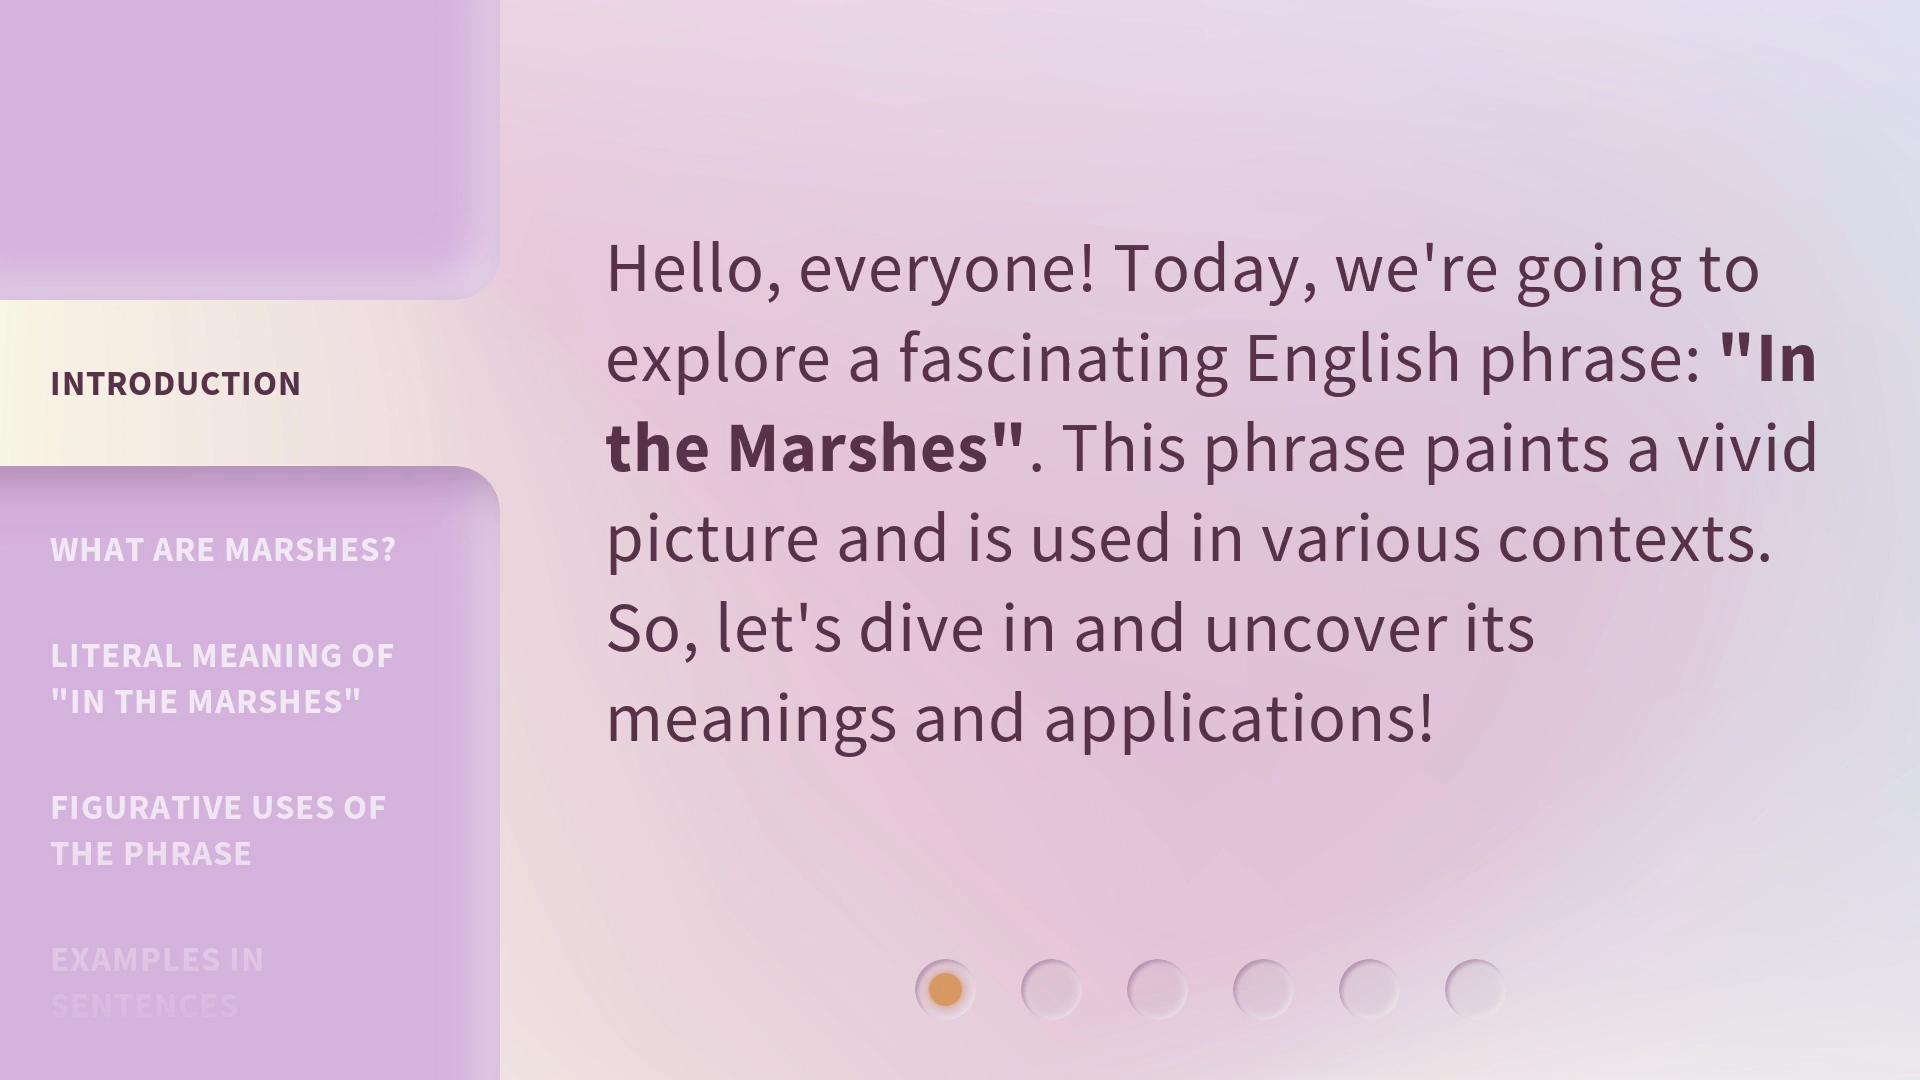 INTRODUCTION
WHAT ARE MARSHES?
LITERAL MEANING OF
"IN THE MARSHES"
FIGURATIVE USES OF
THE PHRASE
EXAMPLES IN
SENTENCES
Hello, everyone! Today, we're going to
explore a fascinating English phrase: "In
the Marshes". This phrase paints a vivid
picture and is used in various contexts.
So, let's dive in and uncover its
meanings and applications!